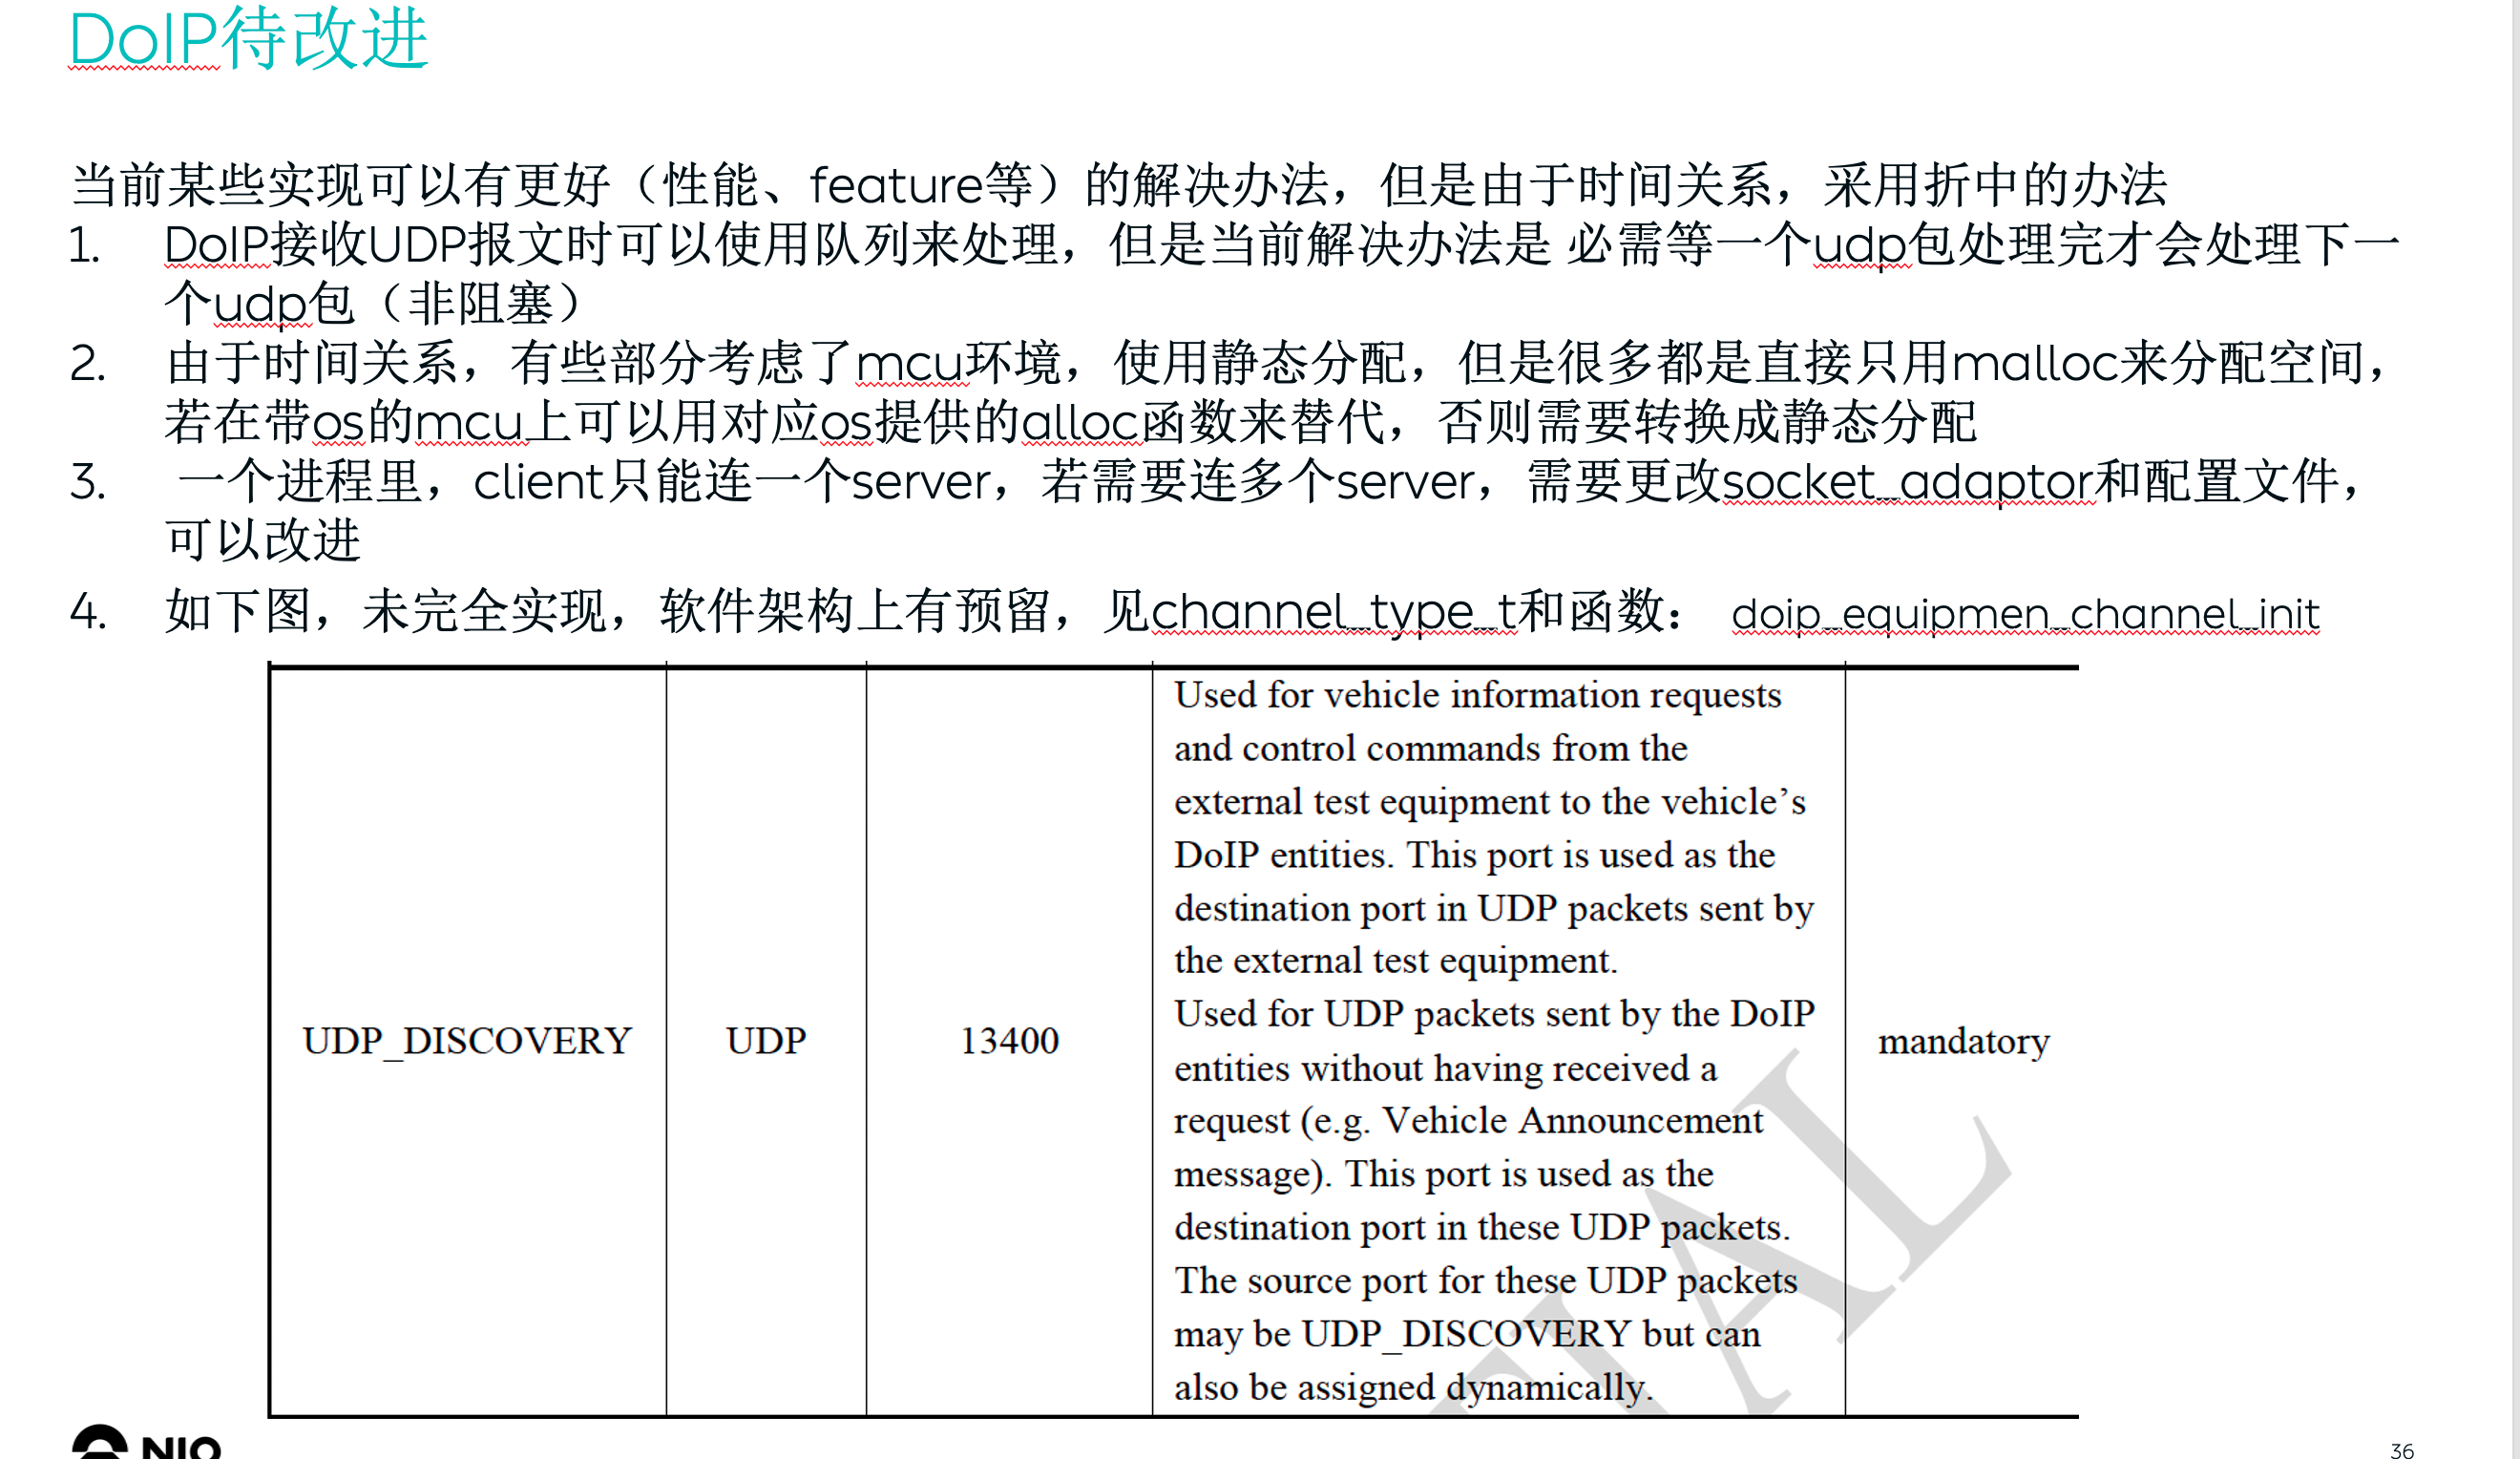 DoIP待改进
当前某些实现可以有更好（性能、feature等）的解决办法，但是由于时间关系，采用折中的办法
1. DoIP接收UDP报文时可以使用队列来处理，但是当前解决办法是 必需等一个udp包处理完才会处理下一
个udp包（非阻塞）
2. 由于时间关系，有些部分考虑了mcu环境，使用静态分配，但是很多都是直接只用malloc来分配空间，
若在带os的mcu上可以用对应os提供的alloc函数来替代，否则需要转换成静态分配
3. 一个进程里，client只能连一个server，若需要连多个server，需要更改socket_adaptor和配置文件，
可以改进
4. 如下图，未完全实现，软件架构上有预留，见channel_type_t和函数： doip_equipmen_channel_init
UDP_DISCOVERY
UDP
13400
Used for vehicle information requests
and control commands from the
external test equipment to the vehicle’s
DoIP entities. This port is used as the
destination port in UDP packets sent by
the external test equipment.
Used for UDP packets sent by the DoIP
entities without having received a
request (e.g. Vehicle Announcement
message). This port is used as the
destination port in these UDP packets.
The source port for these UDP packets
may be UDP_DISCOVERY but can
also be assigned dynamically.
mandatory
NIO
36